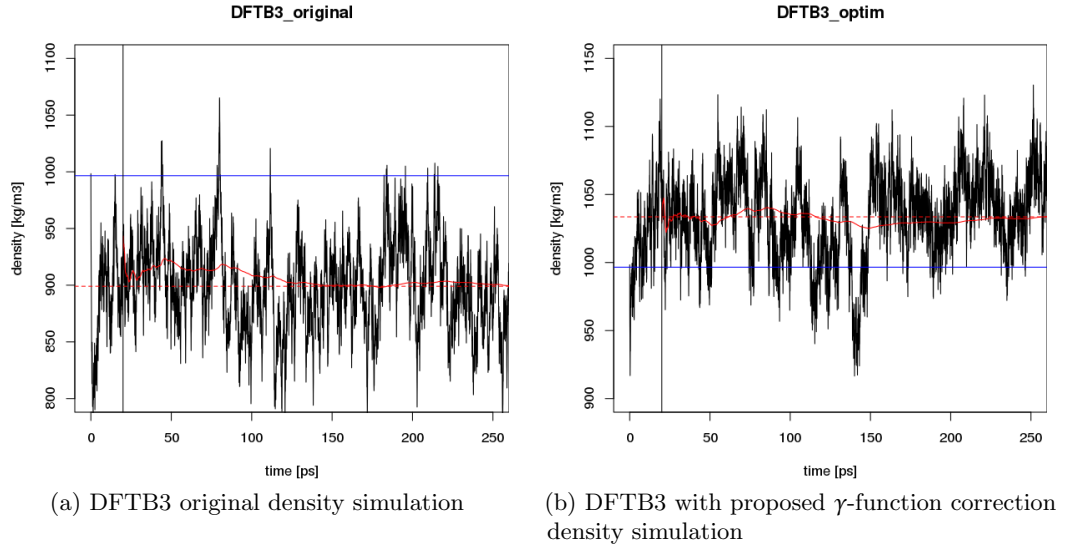 DFTB3_original
1100
1050
1000
950
900
850
800
density [kg/m3]
0 50 100 150 200 250
time [ps]
(a) DFTB3 original density simulation
DFTB3_optim
1150
1100
1050
1000
950
900
density [kg/m3]
0 50 100 150 200 250
time [ps]
(b) DFTB3 with proposed γ-function correction
density simulation